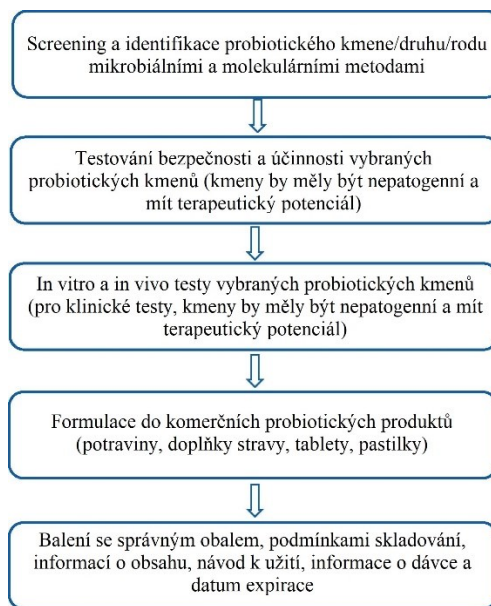 Screening a identifikace probiotického kmene/druhu/rodu
mikrobiálními a molekulárními metodami
Testování bezpečnosti a účinnosti vybraných
probiotických kmenů (kmeny by měly být nepatogenní a
mít terapeutický potenciál)
In vitro a in vivo testy vybraných probiotických kmenů
(pro klinické testy, kmeny by měly být nepatogenní a mít
terapeutický potenciál)
Formulace do komerčních probiotických produktů
(potraviny, doplňky stravy, tablety, pastilky)
Balení se správným obalem, podmínkami skladování,
informací o obsahu, návod k užití, informace o dávce a
datum expirace